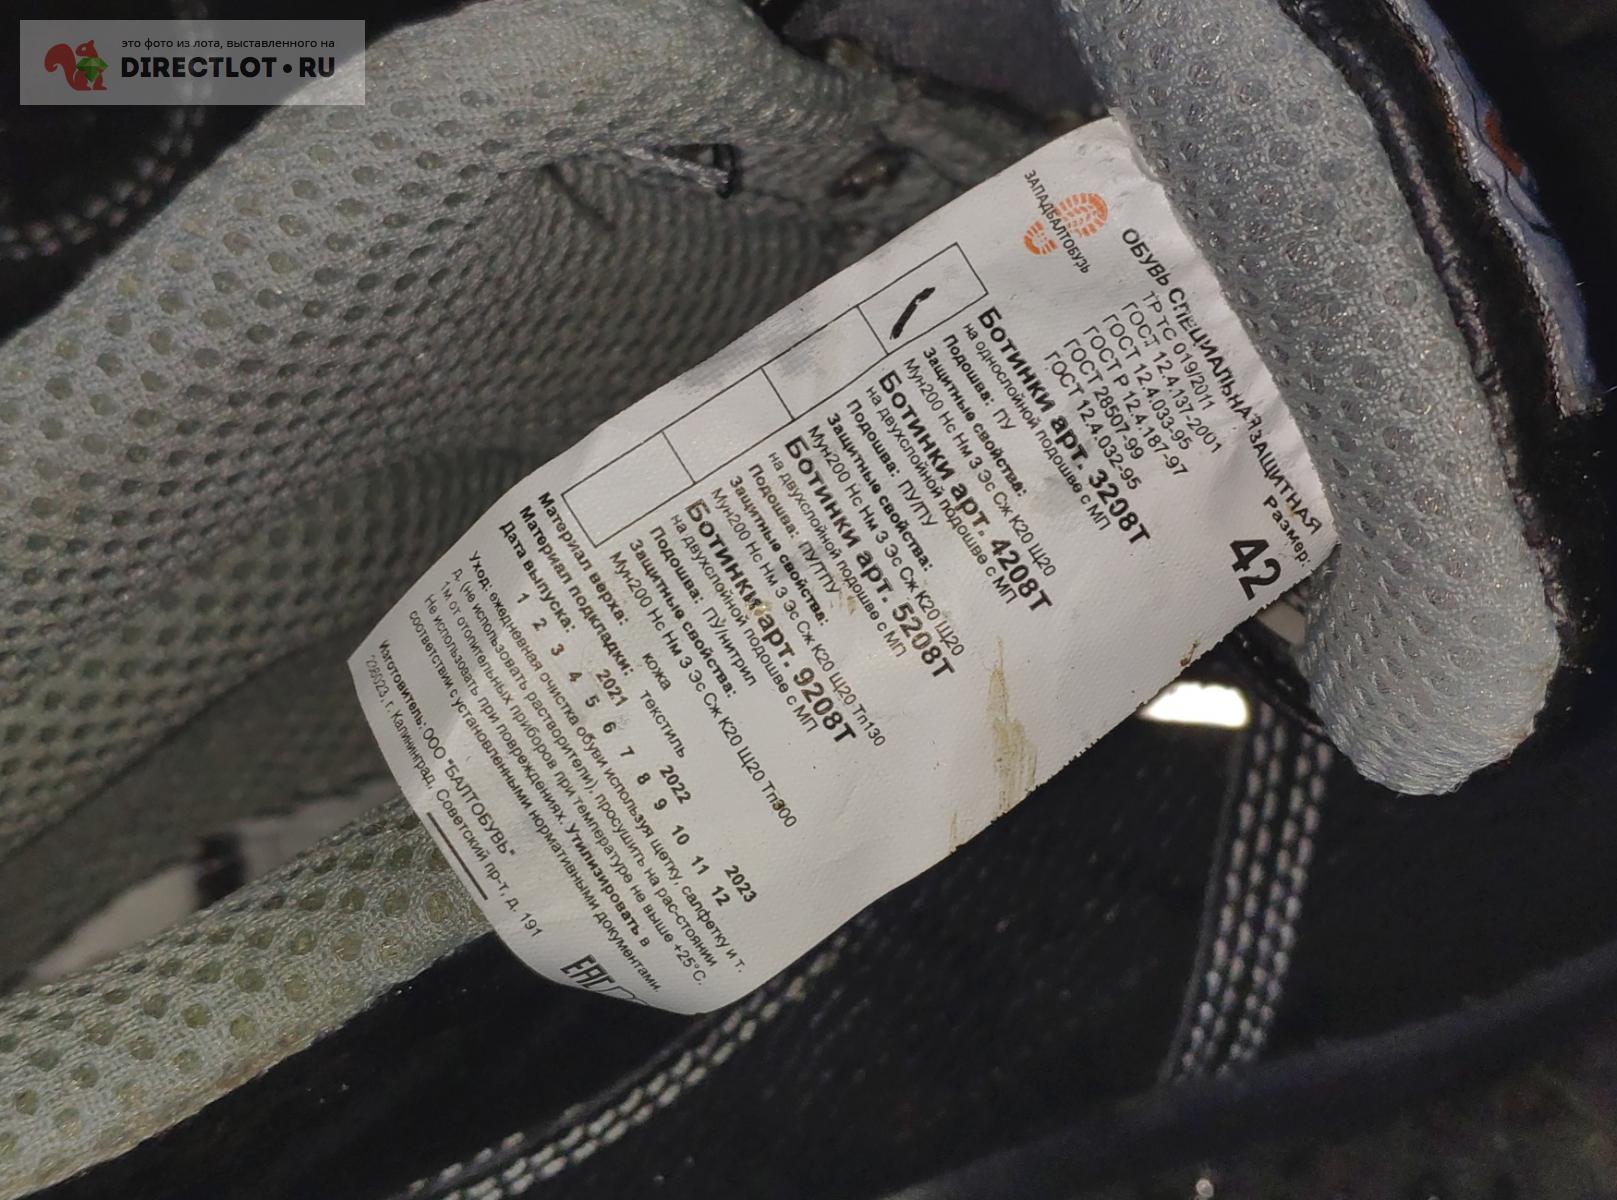 это фото из лота, выставленного на
DIRECTLOT.RU
ЗАПАДБАЛТОБУВЬ
ОБУВЬ СПЕЦИАЛЬНАЯ ЗАЩИТНАЯ
ТР ТС 019/2011
ГОСТ 12.4.137-2001
ГОСТ 12.4.033-95
ГОСТ Р 12.4.187-97
ГОСТ 28507-99
ГОСТ 12.4.032-95
Размер:
42
Ботинки арт. 3208Т
на однослойной подошве с МП
Подошва: ПУ
Защитные свойства:
Мун200 Нс Нм З Эс Сж К20 Щ20
Ботинки арт. 4208Т
на двухслойной подошве с МП
Подошва: ПУ/ПУ
Защитные свойства:
Мун200 Нс Нм З Эс Сж К20 Щ20
Ботинки арт. 5208Т
на двухслойной подошве с МП
Подошва: ПУ/ТПУ
Защитные свойства:
Мун200 Нс Нм З Эс Сж К20 Щ20 Тп130
Ботинки арт. 9208Т
на двухслойной подошве с МП
Подошва: ПУ/нитрил
Защитные свойства:
Мун200 Нс Нм З Эс Сж К20 Щ20 Тп300
Материал верха: кожа
Материал подкладки: текстиль
Дата выпуска: 2021 2022 2023
1 2 3 4 5 6 7 8 9 10 11 12
Уход: ежедневная очистка обуви используя щетку, салфетку и т.
д. (не использовать растворители), просушить на рас-стоянии
1м. от отопительных приборов при температуре не выше +25°С.
Не использовать при повреждениях. Утилизировать в
соответствии с установленными нормативными документами.
Изготовитель: ООО "БАЛТОБУВЬ"
236023, г. Калининград, Советский пр-т, д. 191
ЕАС